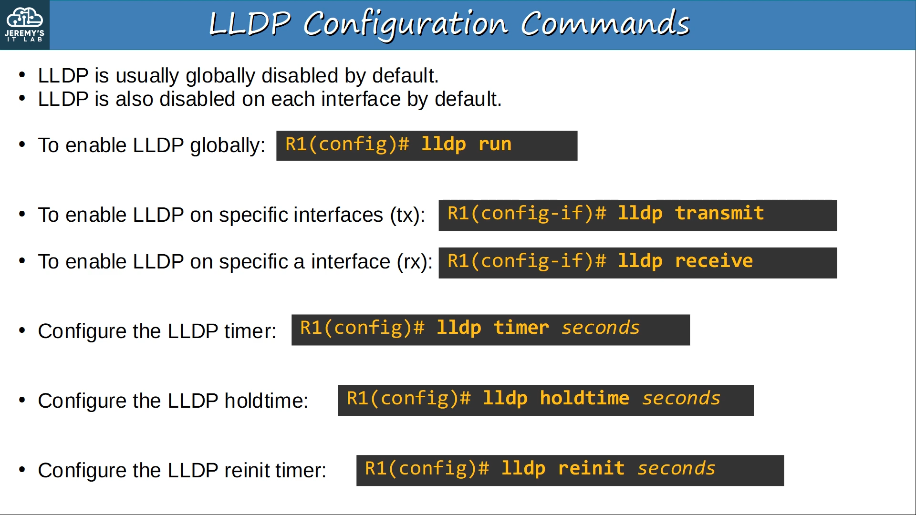 JEREMY'S
IT LAB
LLDP Configuration Commands
• LLDP is usually globally disabled by default.
• LLDP is also disabled on each interface by default.
• To enable LLDP globally: R1(config)# lldp run
• To enable LLDP on specific interfaces (tx): R1(config-if)# lldp transmit
• To enable LLDP on specific a interface (rx): R1(config-if)# lldp receive
• Configure the LLDP timer: R1(config)# lldp timer seconds
• Configure the LLDP holdtime: R1(config)# lldp holdtime seconds
• Configure the LLDP reinit timer: R1(config)# lldp reinit seconds